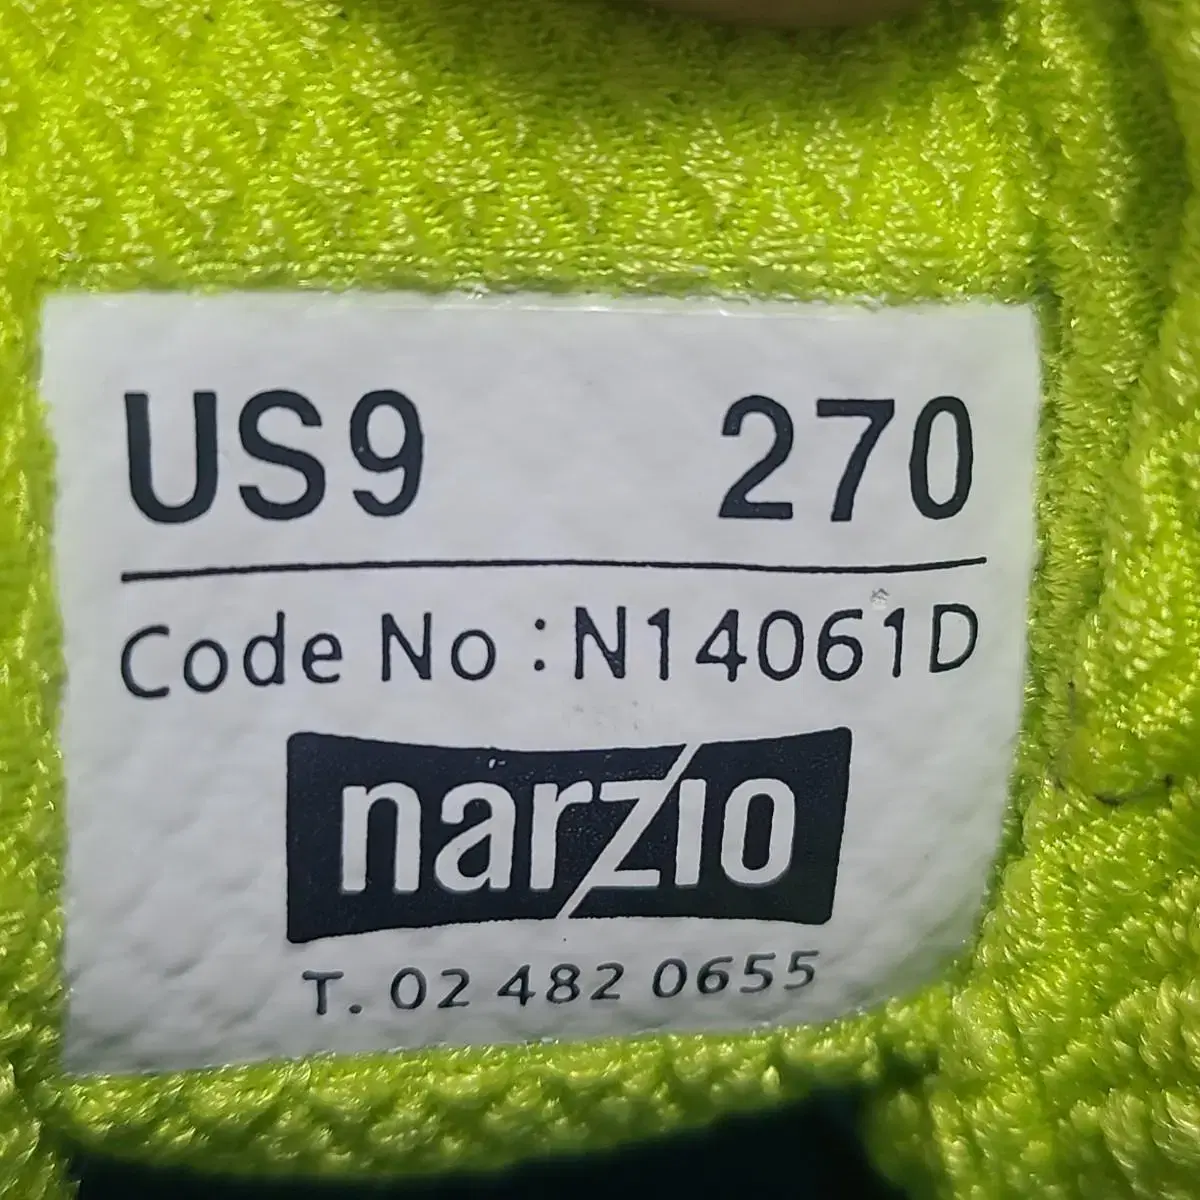 US9 270
Code No : N14061D
narzio
T. 02 482 0655